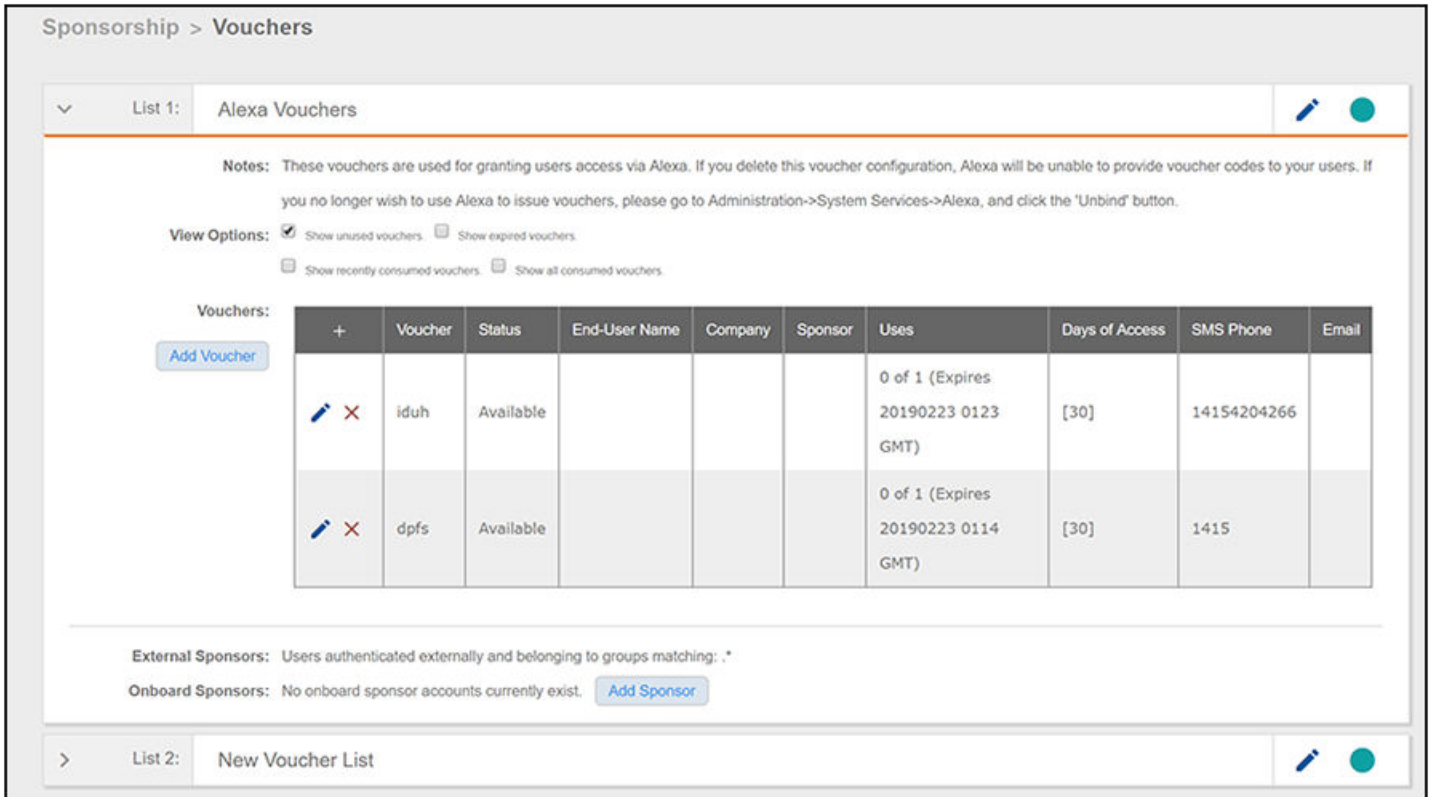 Sponsorship > Vouchers
List 1: Alexa Vouchers
Notes: These vouchers are used for granting users access via Alexa. If you delete this voucher configuration, Alexa will be unable to provide voucher codes to your users. If
you no longer wish to use Alexa to issue vouchers, please go to Administration->System Services->Alexa, and click the 'Unbind' button.
View Options: Show unused vouchers. Show expired vouchers.
Show recently consumed vouchers. Show all consumed vouchers.
Vouchers:
Add Voucher
+ Voucher Status End-User Name Company Sponsor Uses Days of Access SMS Phone Email
0 of 1 (Expires
iduh Available 20190223 0123 [30] 14154204266
GMT)
0 of 1 (Expires
dpfs Available 20190223 0114 [30] 1415
GMT)
External Sponsors: Users authenticated externally and belonging to groups matching: .*
Onboard Sponsors: No onboard sponsor accounts currently exist. Add Sponsor
List 2: New Voucher List